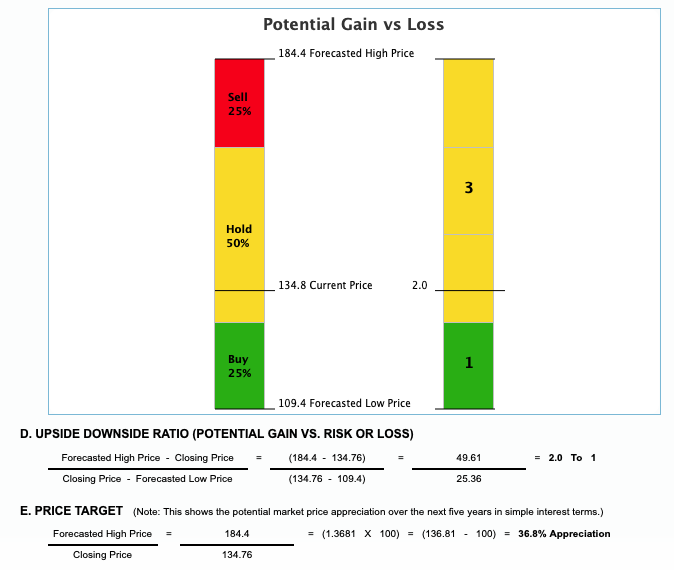 Potential Gain vs Loss
184.4 Forecasted High Price
Sell
25%
3
Hold
50%
134.8 Current Price 2.0
Buy
25%
1
109.4 Forecasted Low Price
D. UPSIDE DOWNSIDE RATIO (POTENTIAL GAIN VS. RISK OR LOSS)
Forecasted High Price - Closing Price = (184.4 - 134.76) = 49.61 = 2.0 To 1
Closing Price - Forecasted Low Price (134.76 - 109.4) 25.36
E. PRICE TARGET (Note: This shows the potential market price appreciation over the next five years in simple interest terms.)
Forecasted High Price = 184.4 = (1.3681 X 100) = (136.81 - 100) = 36.8% Appreciation
Closing Price 134.76